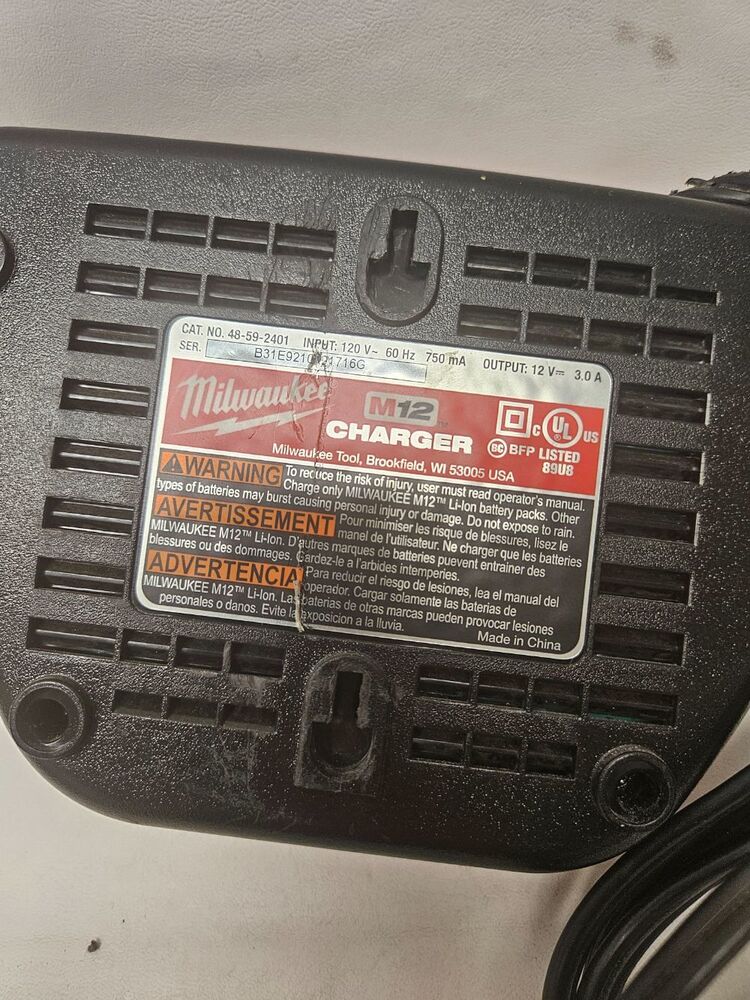 CAT. NO. 48-59-2401 INPUT: 120 V~ 60 Hz 750 mA OUTPUT: 12 V⎓ 3.0 A
SER.
Milwaukee
M12™
CHARGER
C UL US
BC BFP LISTED
89U8
Milwaukee Tool, Brookfield, WI 53005 USA
WARNING To reduce the risk of injury, user must read operator's manual.
Charge only MILWAUKEE M12™ Li-Ion battery packs. Other
types of batteries may burst causing personal injury or damage. Do not expose to rain.
AVERTISSEMENT Pour minimiser les risque de blessures, lisez le
manel de l'utilisateur. Ne charger que les batteries
MILWAUKEE M12™ Li-Ion. D'autres marques de batteries puevent entraîner des
blessures ou des dommages. Gardez-le a l'arbides intemperies.
ADVERTENCIA Para reducir el riesgo de lesiones, lea el manual del
operador. Cargar solamente las baterias de
MILWAUKEE M12™ Li-Ion. Las baterias de otras marcas pueden provocar lesiones
personales o danos. Evite la exposicion a la lluvia.
Made in China